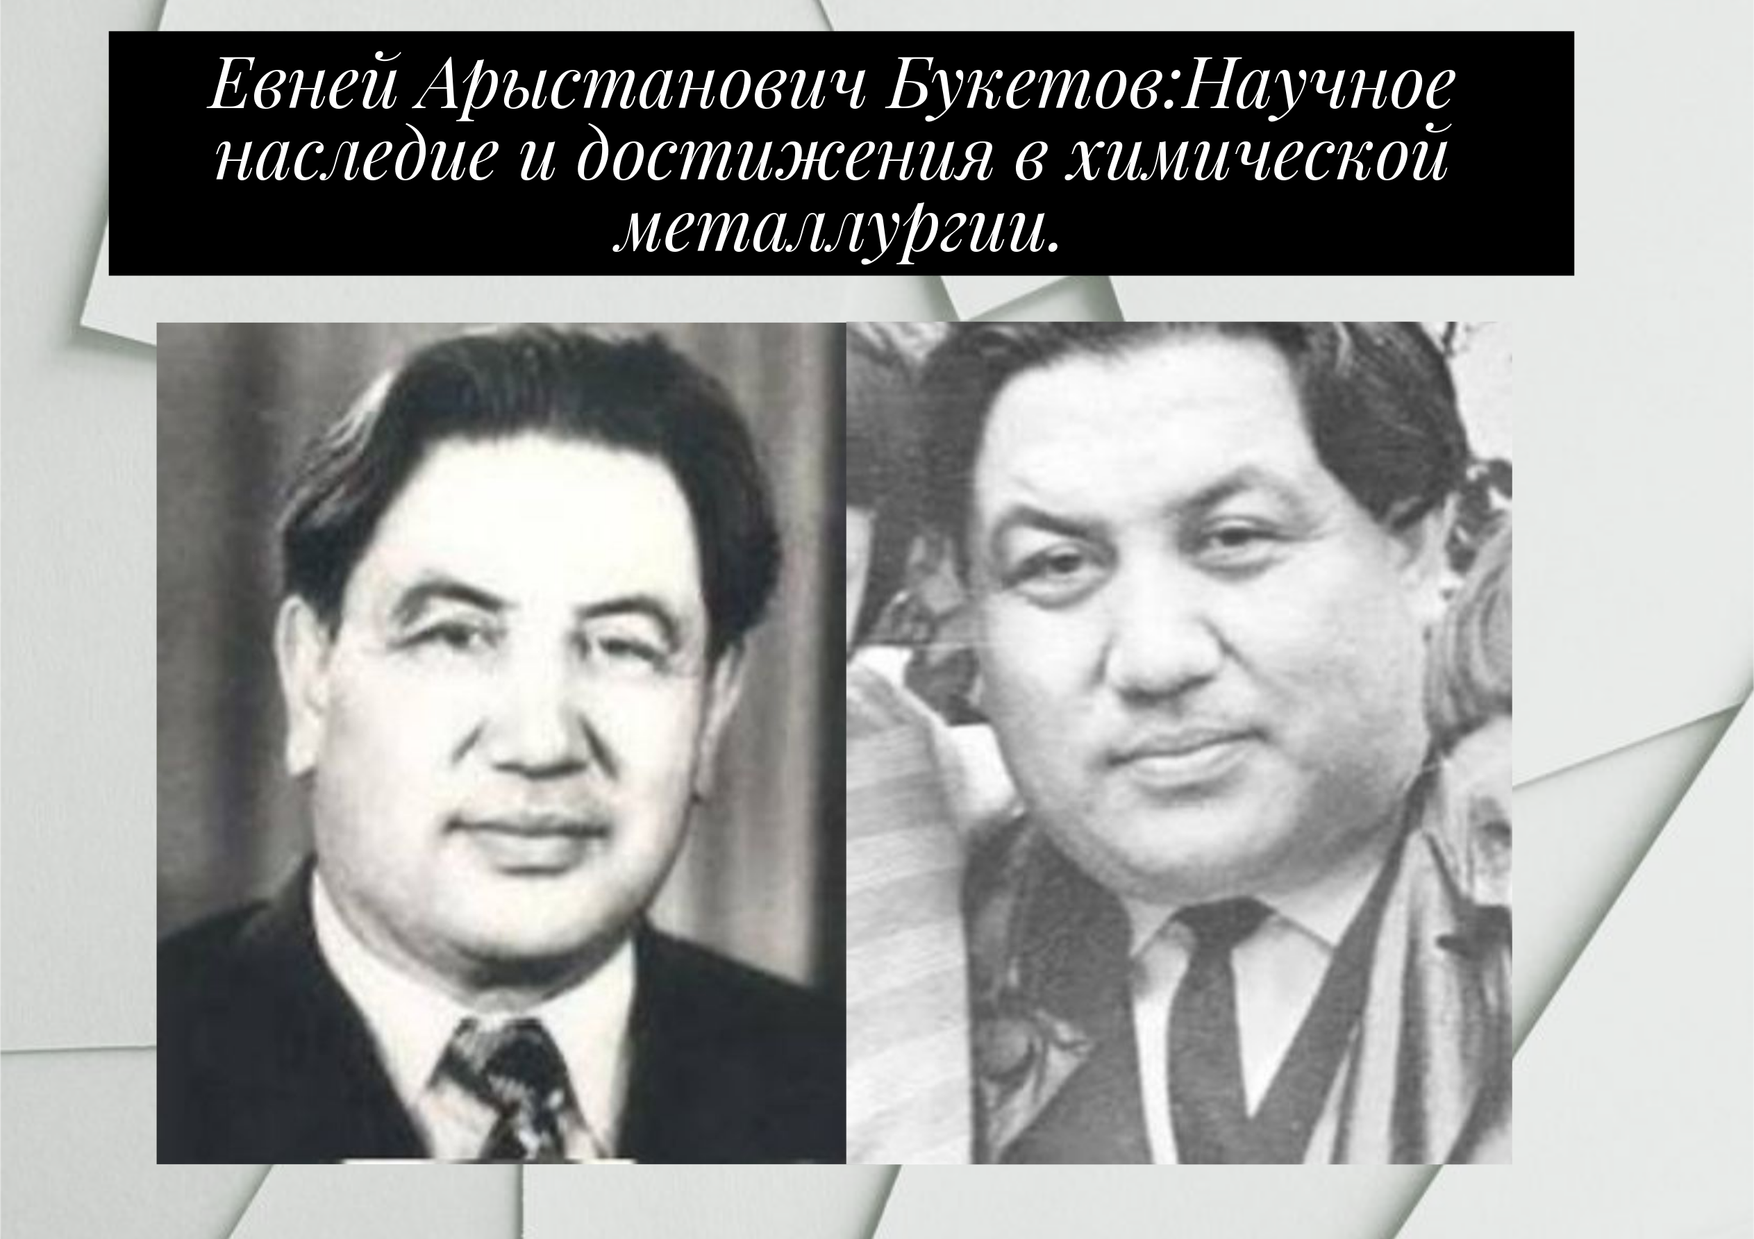 Евней Арыстанович Букетов:Научное
наследие и достижения в химической
металлургии.